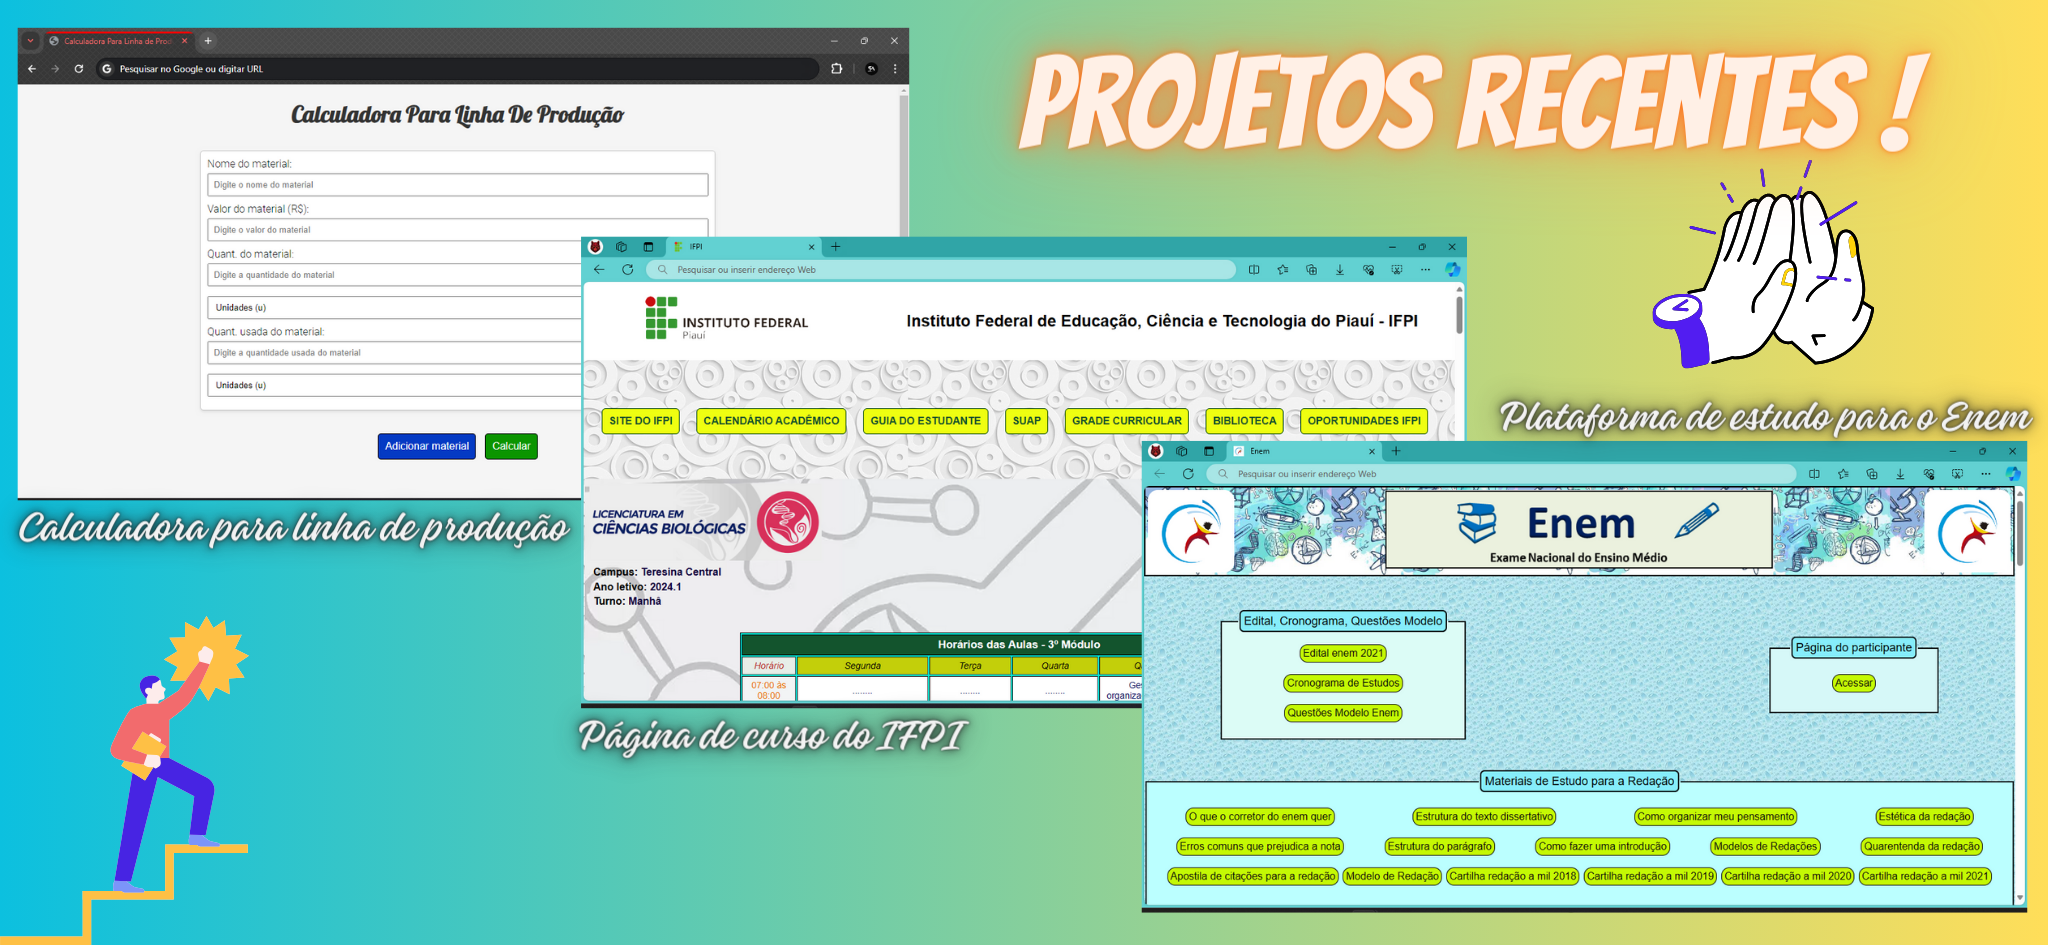 Calculadora Para Linha de Prod
Pesquisar no Google ou digitar URL
Calculadora Para Linha De Produção
Nome do material:
Digite o nome do material
Valor do material (R$):
Digite o valor do material
Quant. do material:
Digite a quantidade do material
Unidades (u)
Quant. usada do material:
Digite a quantidade usada do material
Unidades (u)
Adicionar material
Calcular
Calculadora para linha de produção
PROJETOS RECENTES !
IFPI
Pesquisar ou inserir endereço Web
INSTITUTO FEDERAL
Piauí
Instituto Federal de Educação, Ciência e Tecnologia do Piauí - IFPI
SITE DO IFPI
CALENDÁRIO ACADÊMICO
GUIA DO ESTUDANTE
SUAP
GRADE CURRICULAR
BIBLIOTECA
OPORTUNIDADES IFPI
LICENCIATURA EM
CIÊNCIAS BIOLÓGICAS
Campus: Teresina Central
Ano letivo: 2024.1
Turno: Manhã
Horários das Aulas - 3º Módulo
Horário Segunda Terça Quarta Q
07:00 às
08:00
........ ........ ........ Ge
organiza
Página de curso do IFPI
Plataforma de estudo para o Enem
Enem
Pesquisar ou inserir endereço Web
Enem
Exame Nacional do Ensino Médio
Edital, Cronograma, Questões Modelo
Edital enem 2021
Cronograma de Estudos
Questões Modelo Enem
Página do participante
Acessar
Materiais de Estudo para a Redação
O que o corretor do enem quer
Estrutura do texto dissertativo
Como organizar meu pensamento
Estética da redação
Erros comuns que prejudica a nota
Estrutura do parágrafo
Como fazer uma introdução
Modelos de Redações
Quarentenda da redação
Apostila de citações para a redação
Modelo de Redação
Cartilha redação a mil 2018
Cartilha redação a mil 2019
Cartilha redação a mil 2020
Cartilha redação a mil 2021